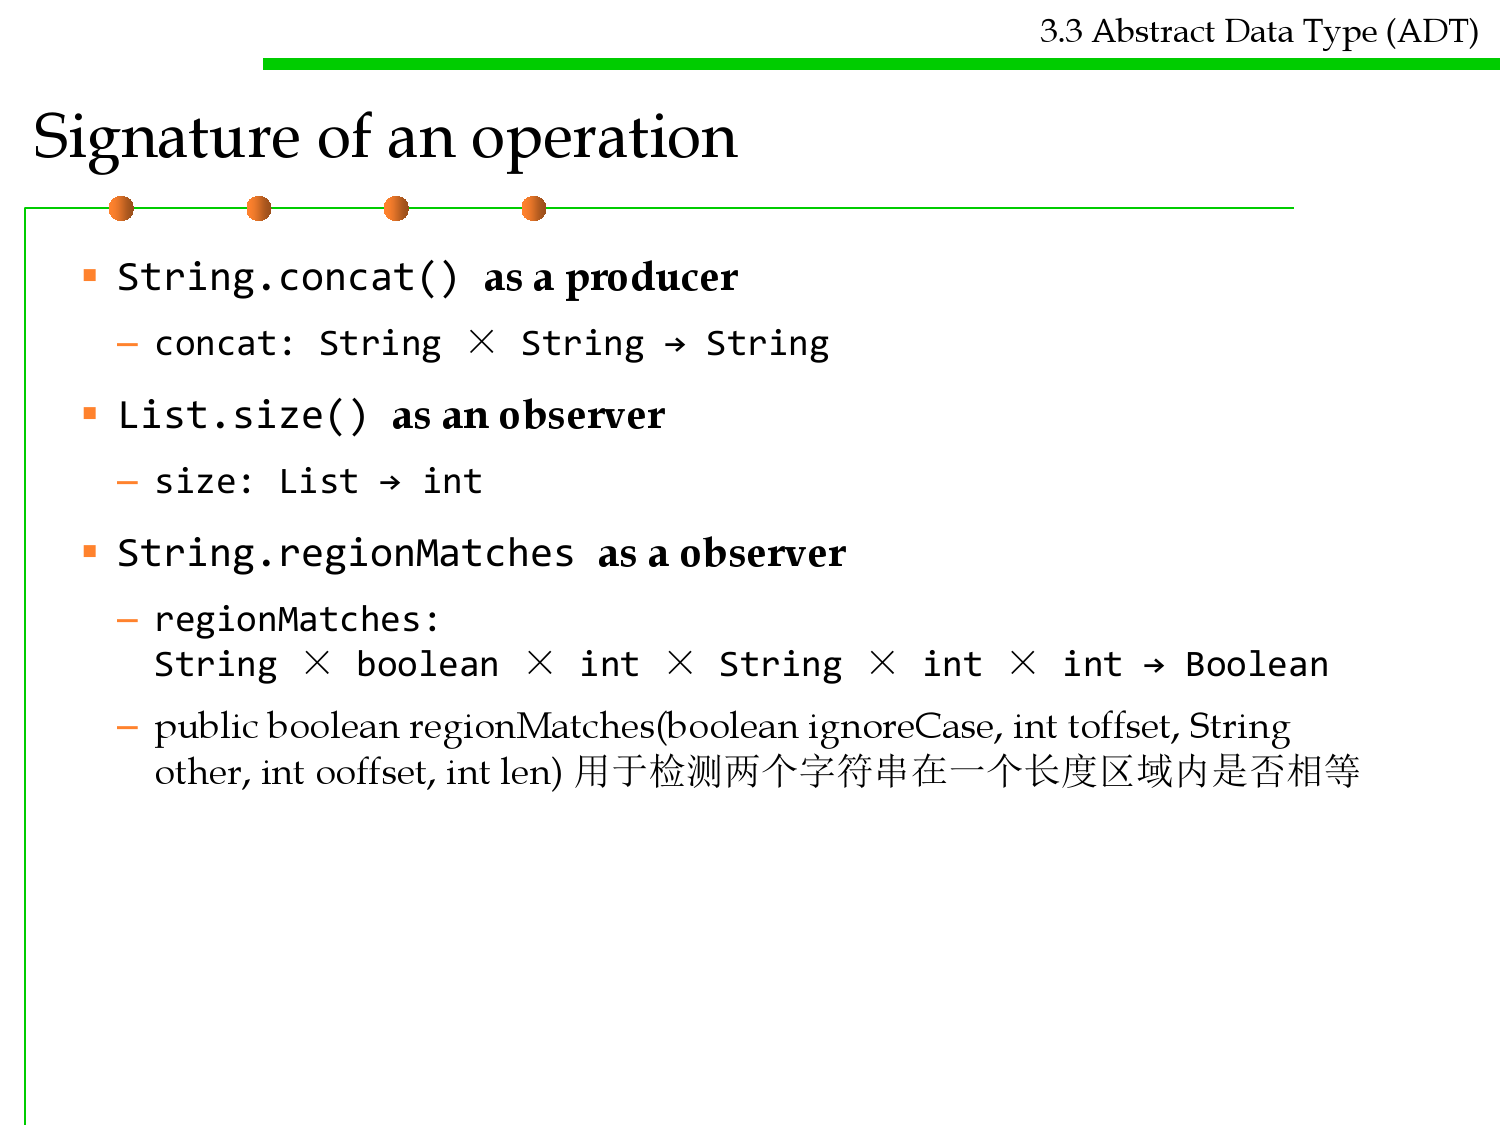 3.3 Abstract Data Type (ADT)
Signature of an operation
▪ String.concat() as a producer
– concat: String × String → String
▪ List.size() as an observer
– size: List → int
▪ String.regionMatches as a observer
– regionMatches:
String × boolean × int × String × int × int → Boolean
– public boolean regionMatches(boolean ignoreCase, int toffset, String
other, int ooffset, int len) 用于检测两个字符串在一个长度区域内是否相等